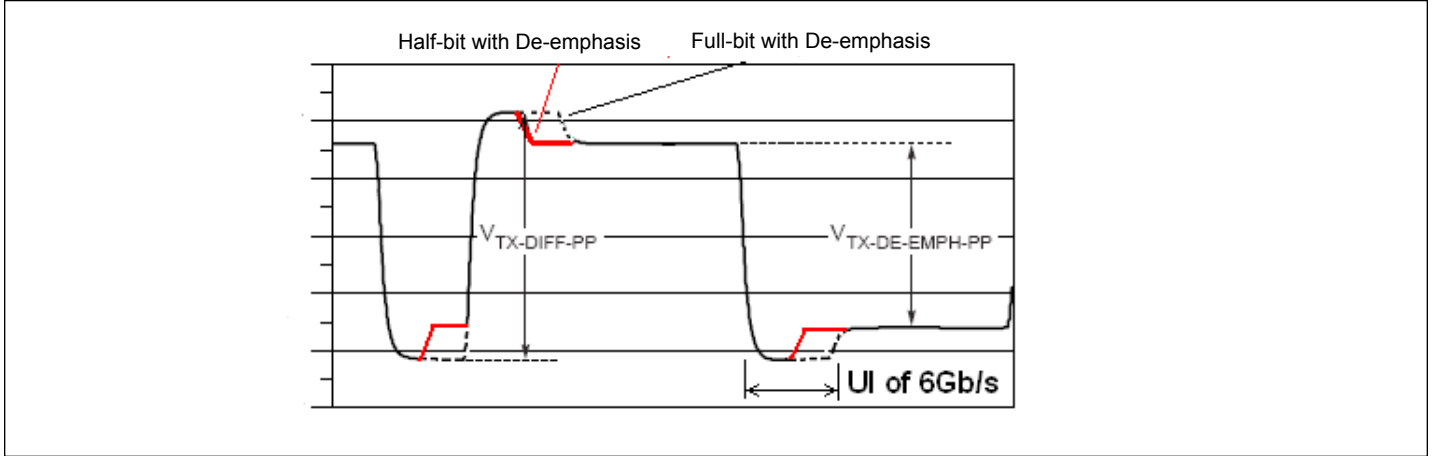 Half-bit with De-emphasis
Full-bit with De-emphasis
VTX-DIFF-PP
VTX-DE-EMPH-PP
UI of 6Gb/s